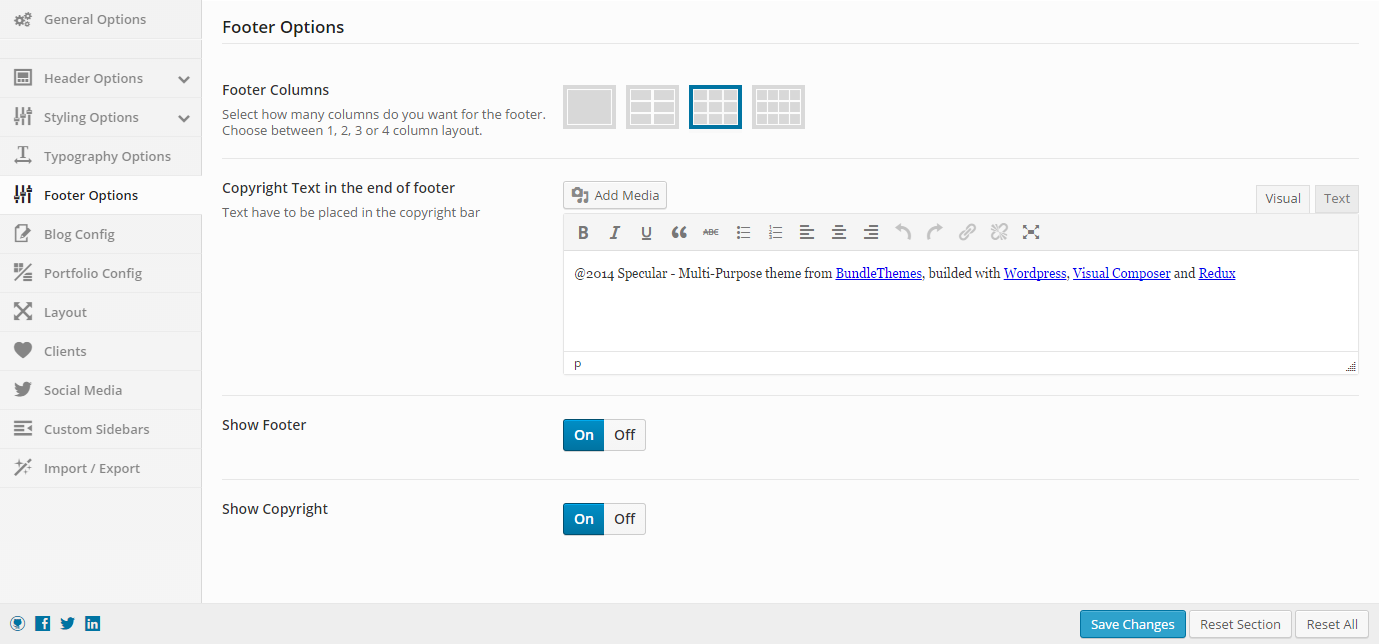 General Options
Header Options
Styling Options
Typography Options
Footer Options
Blog Config
Portfolio Config
Layout
Clients
Social Media
Custom Sidebars
Import / Export
Footer Options
Footer Columns
Select how many columns do you want for the footer.
Choose between 1, 2, 3 or 4 column layout.
Copyright Text in the end of footer
Text have to be placed in the copyright bar
Add Media
Visual Text
B I U ABC
@2014 Specular - Multi-Purpose theme from BundleThemes, builded with Wordpress, Visual Composer and Redux
p
Show Footer
On Off
Show Copyright
On Off
Save Changes Reset Section Reset All